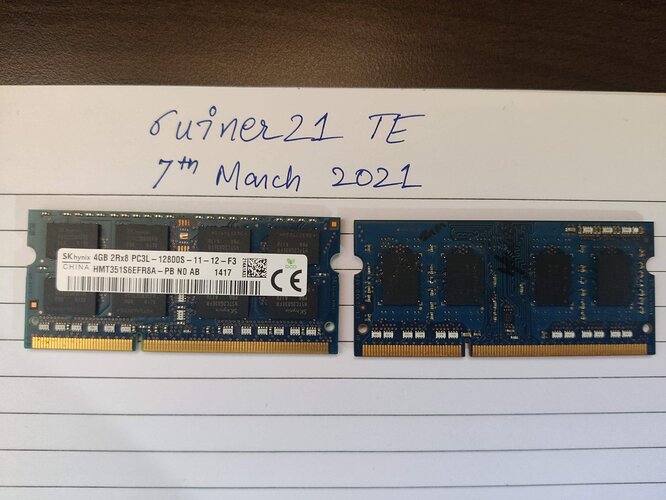 ruiner21 TE
7th March 2021
SK hynix 4GB 2Rx8 PC3L-12800S-11-12-F3
CHINA HMT351S6EFR8A-PB N0 AB 1417
CE